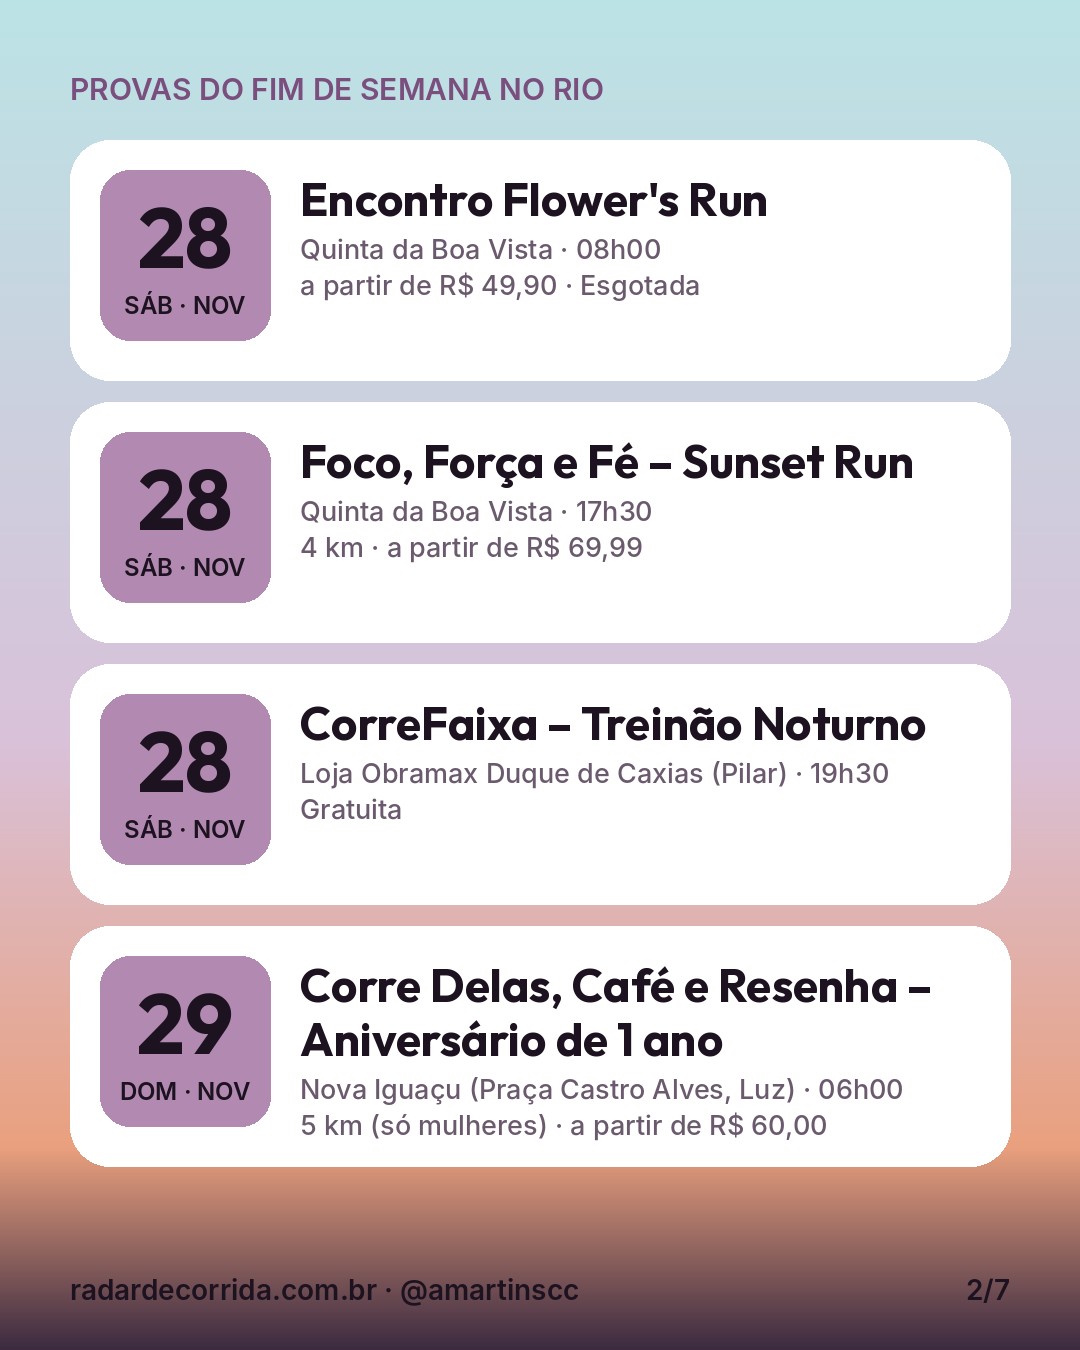 PROVAS DO FIM DE SEMANA NO RIO
28
SÁB · NOV
Encontro Flower's Run
Quinta da Boa Vista · 08h00
a partir de R$ 49,90 · Esgotada
28
SÁB · NOV
Foco, Força e Fé – Sunset Run
Quinta da Boa Vista · 17h30
4 km · a partir de R$ 69,99
28
SÁB · NOV
CorreFaixa – Treinão Noturno
Loja Obramax Duque de Caxias (Pilar) · 19h30
Gratuita
29
DOM · NOV
Corre Delas, Café e Resenha –
Aniversário de 1 ano
Nova Iguaçu (Praça Castro Alves, Luz) · 06h00
5 km (só mulheres) · a partir de R$ 60,00
radardecorrida.com.br · @amartinscc
2/7